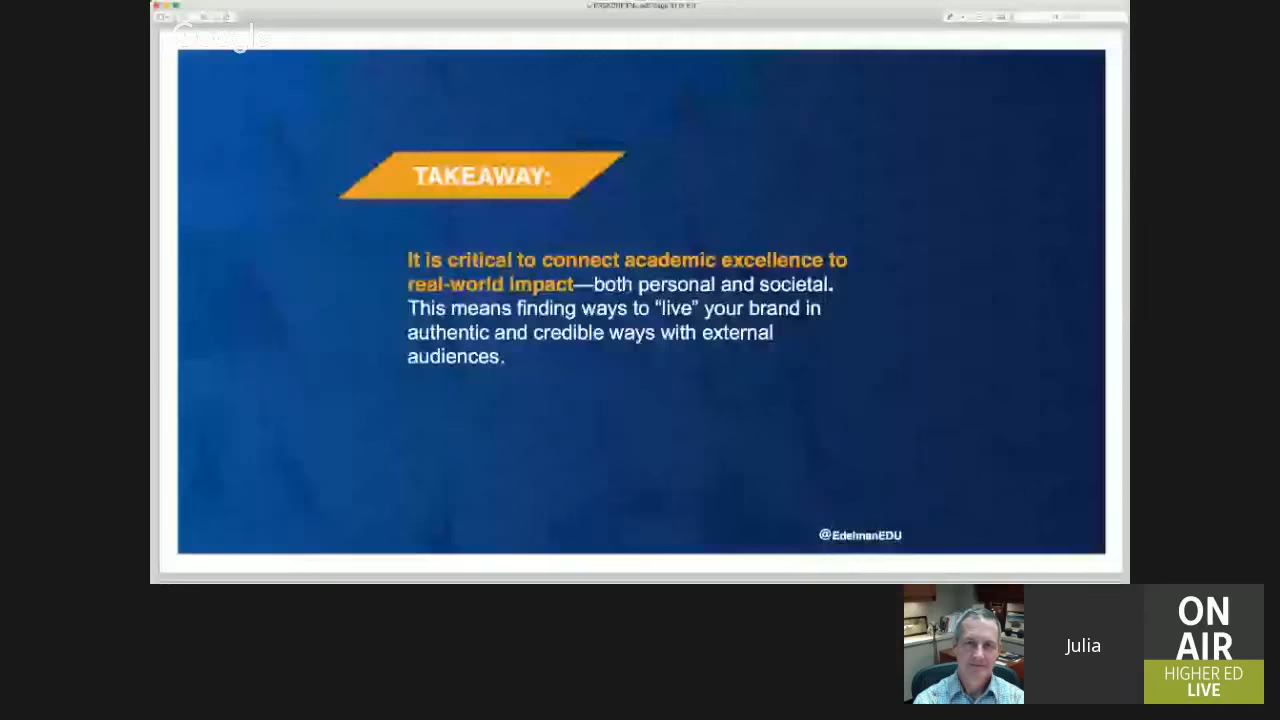 Google
TAKEAWAY:
It is critical to connect academic excellence to
real-world impact—both personal and societal.
This means finding ways to “live” your brand in
authentic and credible ways with external
audiences.
@EdelmanEDU
Julia
ON
AIR
HIGHER ED
LIVE